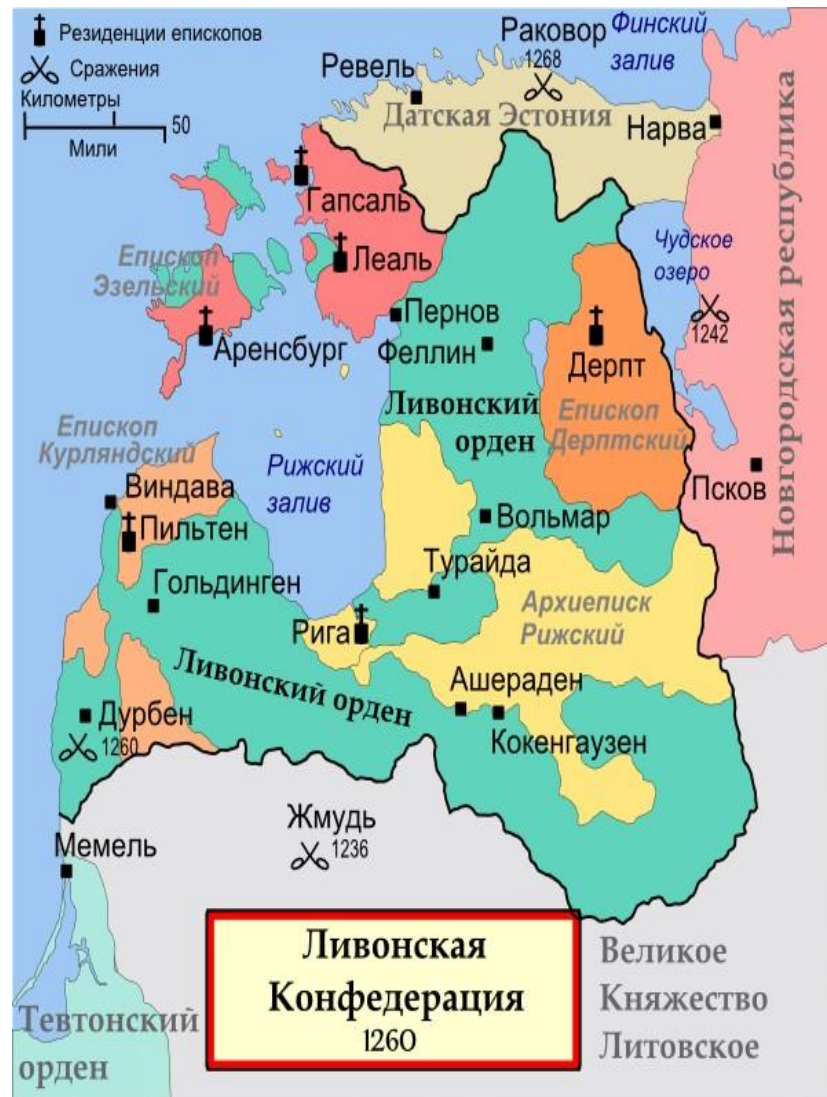 Резиденции епископов
Сражения
Километры
50
Мили
Раковор
1268
Финский
залив
Ревель
Датская Эстония
Нарва
Новгородская республика
Гапсаль
Леаль
Епископ
Эзельский
Аренсбург
Чудское
озеро
1242
Пернов
Феллин
Дерпт
Ливонский
орден
Епископ
Дерптский
Псков
Епископ
Курляндский
Рижский
залив
Виндава
Пильтен
Гольдинген
Вольмар
Турайда
Архиеписк
Рижский
Рига
Ливонский орден
Ашераден
Кокенгаузен
Дурбен
1260
Жмудь
1236
Мемель
Ливонская
Конфедерация
1260
Великое
Княжество
Литовское
Тевтонский
орден